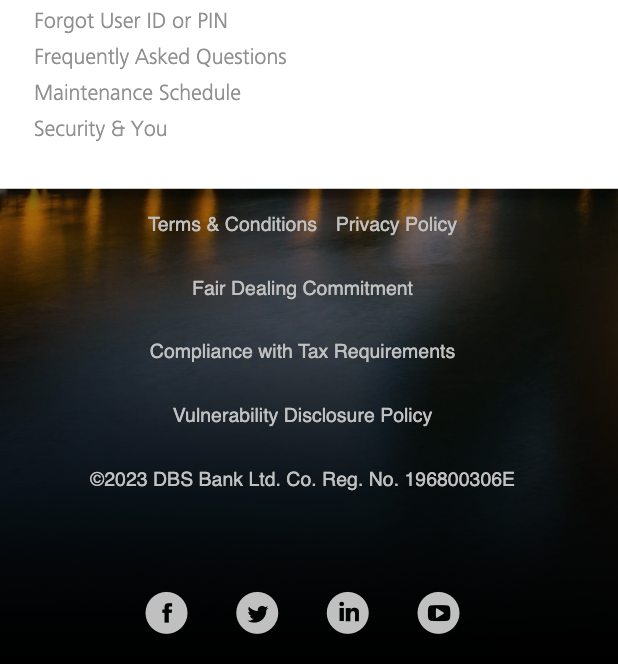 Forgot User ID or PIN
Frequently Asked Questions
Maintenance Schedule
Security & You
Terms & Conditions Privacy Policy
Fair Dealing Commitment
Compliance with Tax Requirements
Vulnerability Disclosure Policy
©2023 DBS Bank Ltd. Co. Reg. No. 196800306E